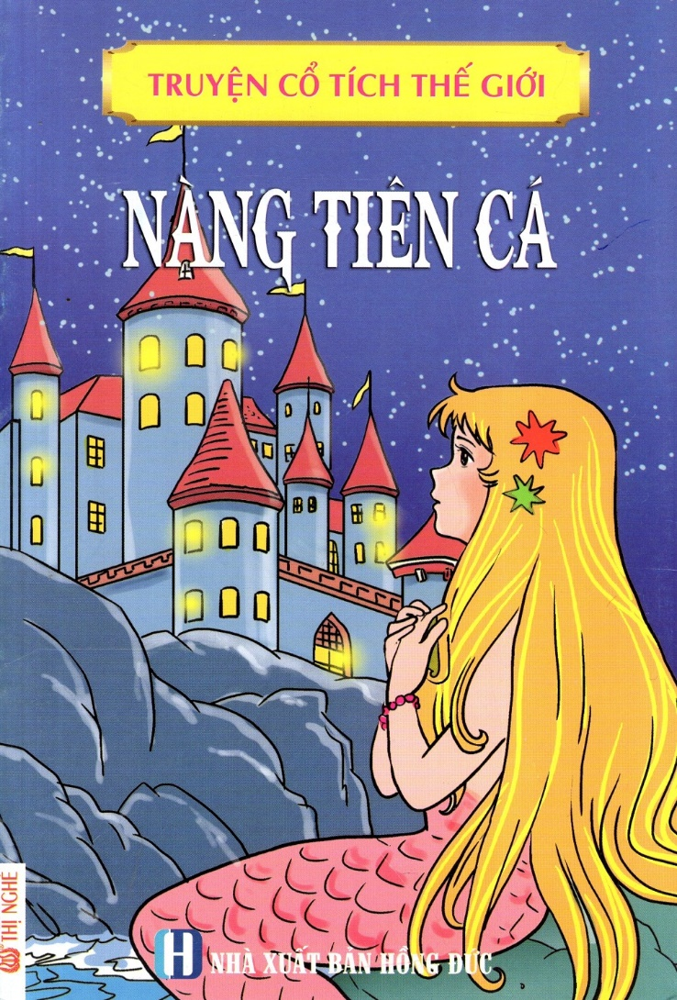 TRUYỆN CỔ TÍCH THẾ GIỚI
NÀNG TIÊN CÁ
THỊ NGHÈ
H
NHÀ XUẤT BẢN HỒNG ĐỨC